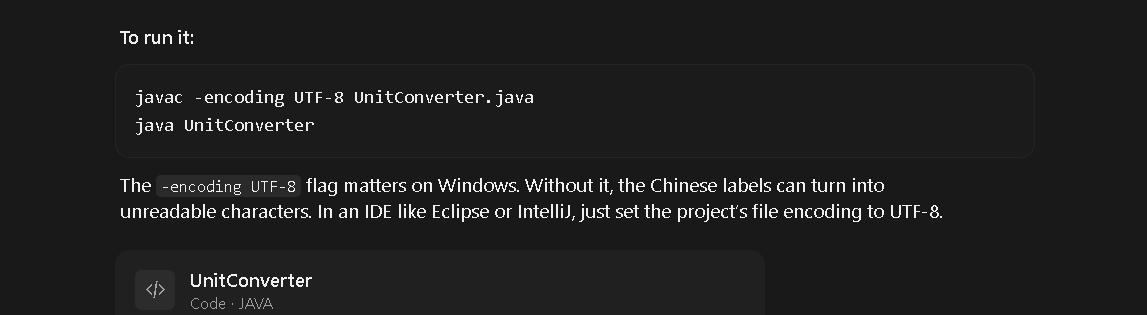 To run it:
javac -encoding UTF-8 UnitConverter.java
java UnitConverter
The -encoding UTF-8 flag matters on Windows. Without it, the Chinese labels can turn into
unreadable characters. In an IDE like Eclipse or IntelliJ, just set the project’s file encoding to UTF-8.
</> UnitConverter
Code · JAVA